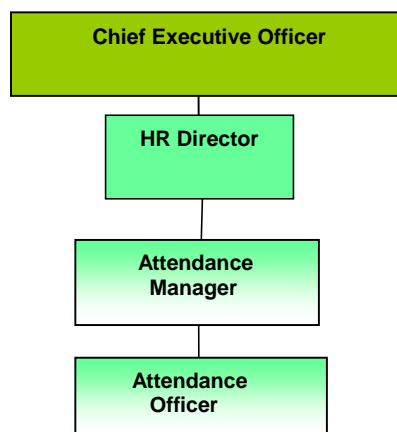 Chief Executive Officer
HR Director
Attendance
Manager
Attendance
Officer